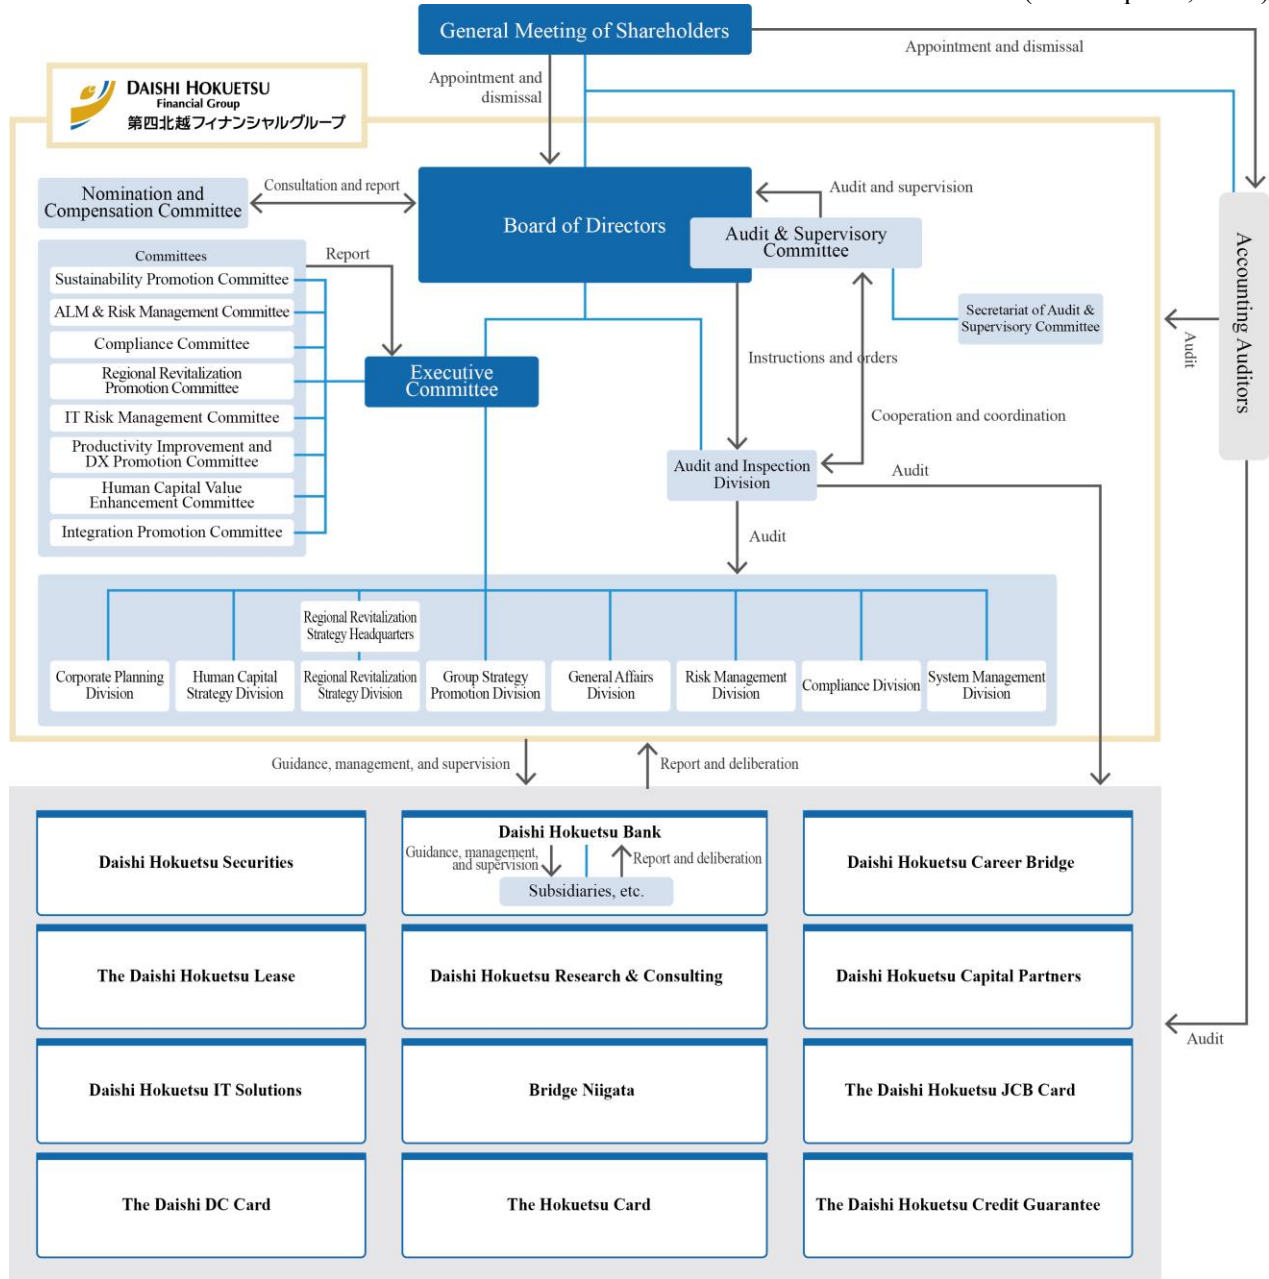 General Meeting of Shareholders
Appointment and dismissal
Appointment and
dismissal
DAISHI HOKUETSU
Financial Group
第四北越フィナンシャルグループ
Nomination and
Compensation Committee
Consultation and report
Board of Directors
Audit and supervision
Audit & Supervisory
Committee
Accounting Auditors
Committees
Report
Sustainability Promotion Committee
ALM & Risk Management Committee
Compliance Committee
Regional Revitalization
Promotion Committee
IT Risk Management Committee
Productivity Improvement and
DX Promotion Committee
Human Capital Value
Enhancement Committee
Integration Promotion Committee
Executive
Committee
Secretariat of Audit &
Supervisory Committee
Audit
Instructions and orders
Cooperation and coordination
Audit and Inspection
Division
Audit
Audit
Regional Revitalization
Strategy Headquarters
Corporate Planning
Division
Human Capital
Strategy Division
Regional Revitalization
Strategy Division
Group Strategy
Promotion Division
General Affairs
Division
Risk Management
Division
Compliance Division
System Management
Division
Guidance, management, and supervision
Report and deliberation
Daishi Hokuetsu Securities
Daishi Hokuetsu Bank
Guidance, management,
and supervision
Report and deliberation
Subsidiaries, etc.
Daishi Hokuetsu Career Bridge
The Daishi Hokuetsu Lease
Daishi Hokuetsu Research & Consulting
Daishi Hokuetsu Capital Partners
Audit
Daishi Hokuetsu IT Solutions
Bridge Niigata
The Daishi Hokuetsu JCB Card
The Daishi DC Card
The Hokuetsu Card
The Daishi Hokuetsu Credit Guarantee